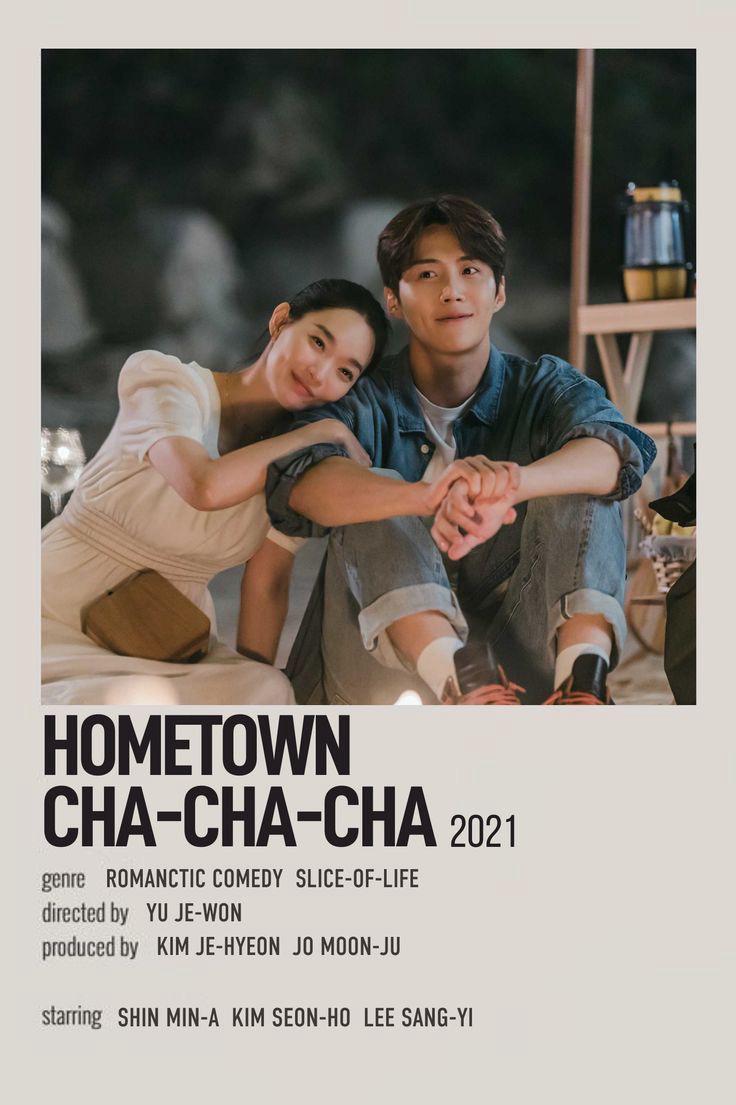 HOMETOWN
CHA-CHA-CHA 2021
genre ROMANCTIC COMEDY SLICE-OF-LIFE
directed by YU JE-WON
produced by KIM JE-HYEON JO MOON-JU
starring SHIN MIN-A KIM SEON-HO LEE SANG-YI